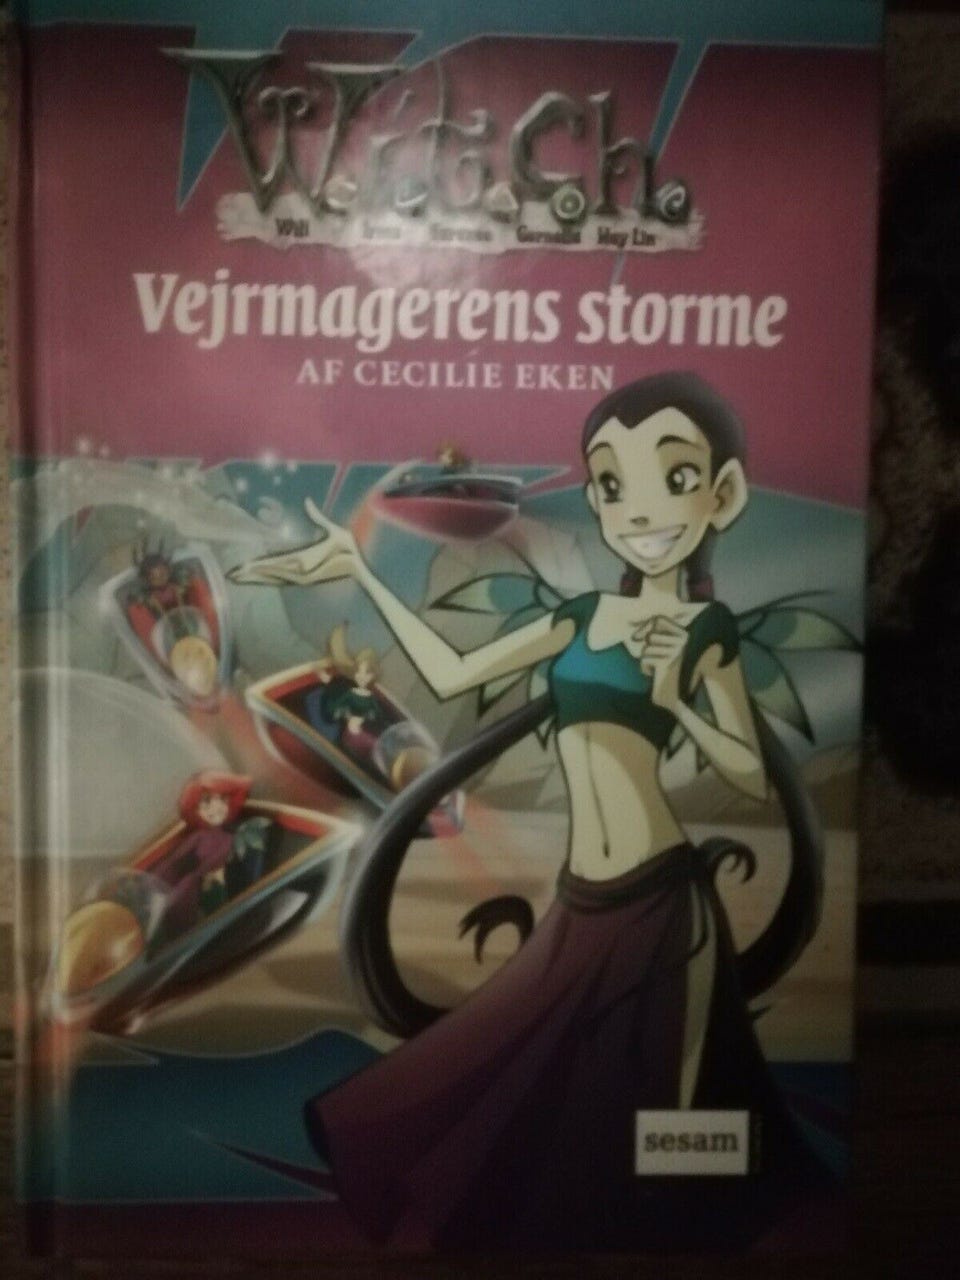 W.i.t.c.h.
Will Irma Taranee Cornelia Hay Lin
Vejrmagerens storme
AF CECILIE EKEN
sesam